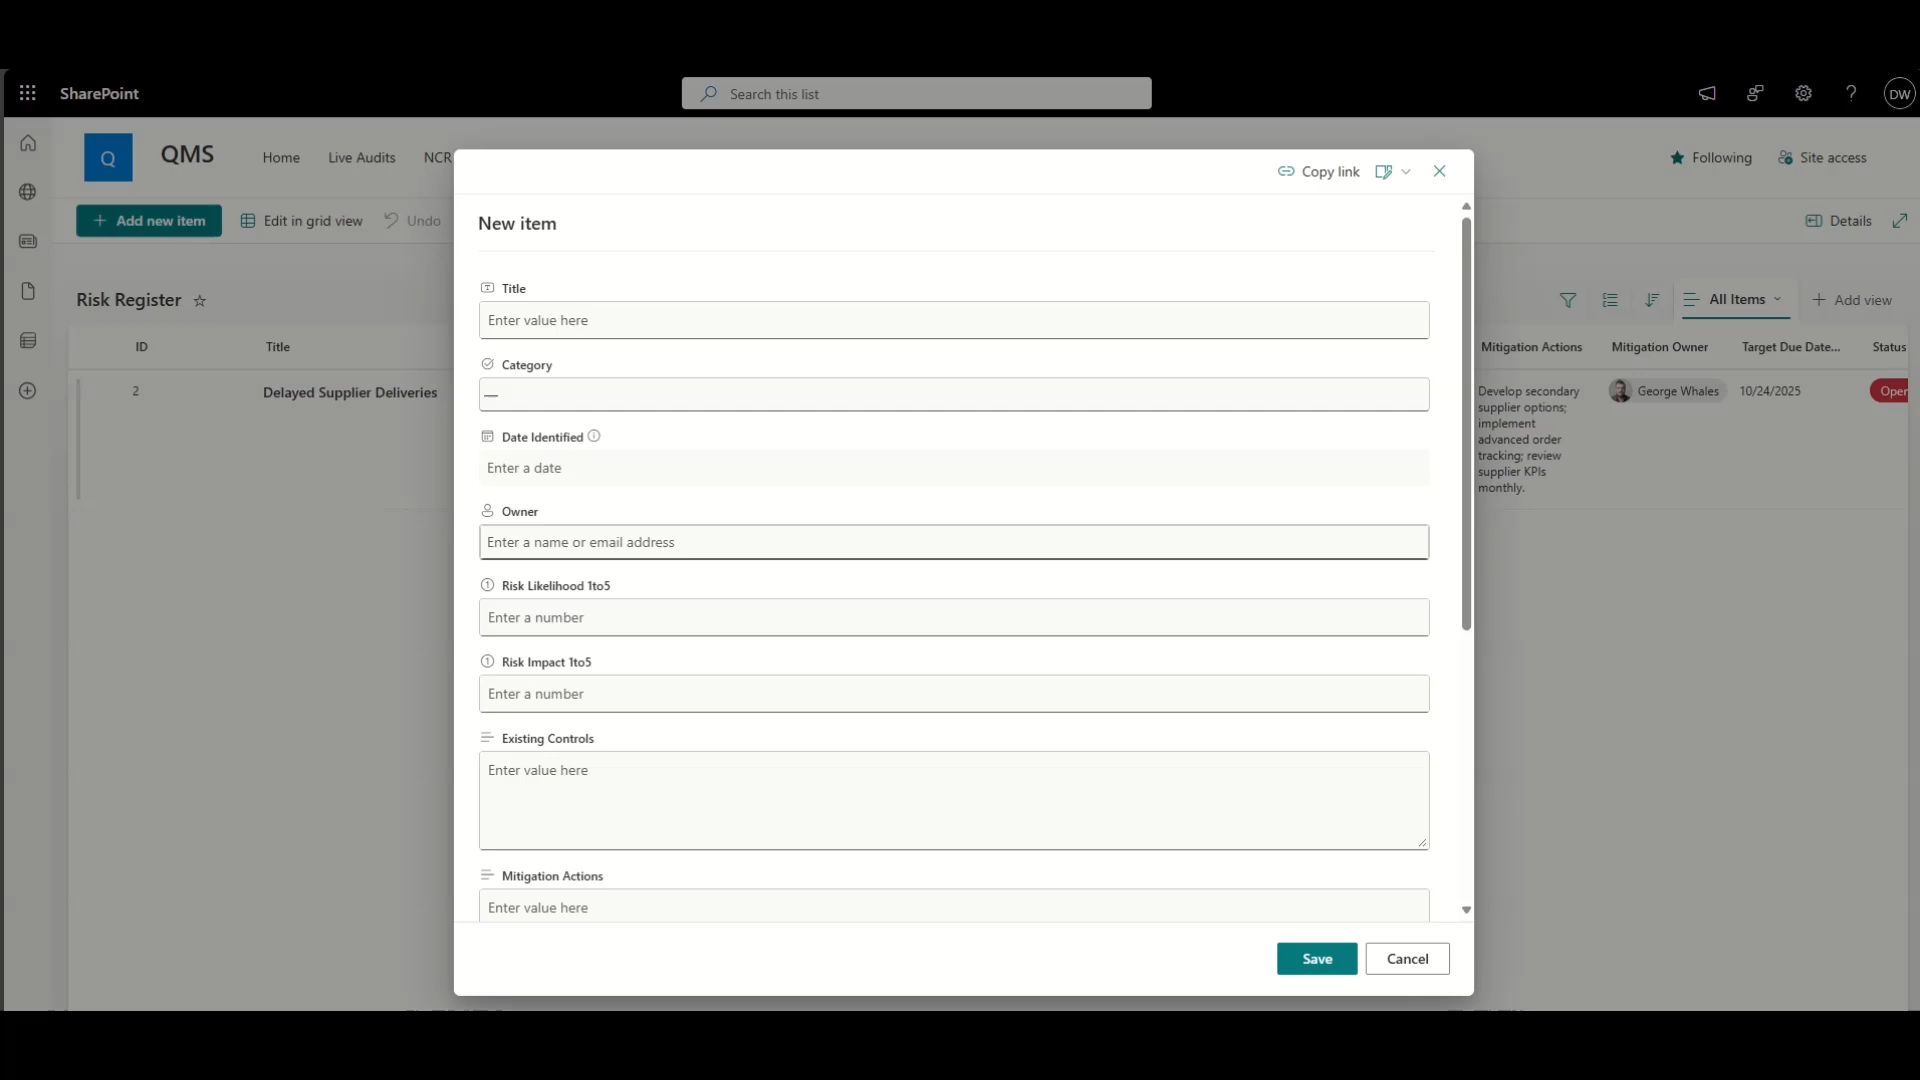 SharePoint
Search this list
DW
Q
QMS
Home
Live Audits
NCR
Following
Site access
Add new item
Edit in grid view
Undo
Details
Risk Register
All Items
Add view
ID
Title
Mitigation Actions
Mitigation Owner
Target Due Date...
Status
2
Delayed Supplier Deliveries
Develop secondary
supplier options;
implement
advanced order
tracking; review
supplier KPIs
monthly.
George Whales
10/24/2025
Copy link
New item
Title
Enter value here
Category
—
Date Identified
Enter a date
Owner
Enter a name or email address
Risk Likelihood 1to5
Enter a number
Risk Impact 1to5
Enter a number
Existing Controls
Enter value here
Mitigation Actions
Enter value here
Save
Cancel